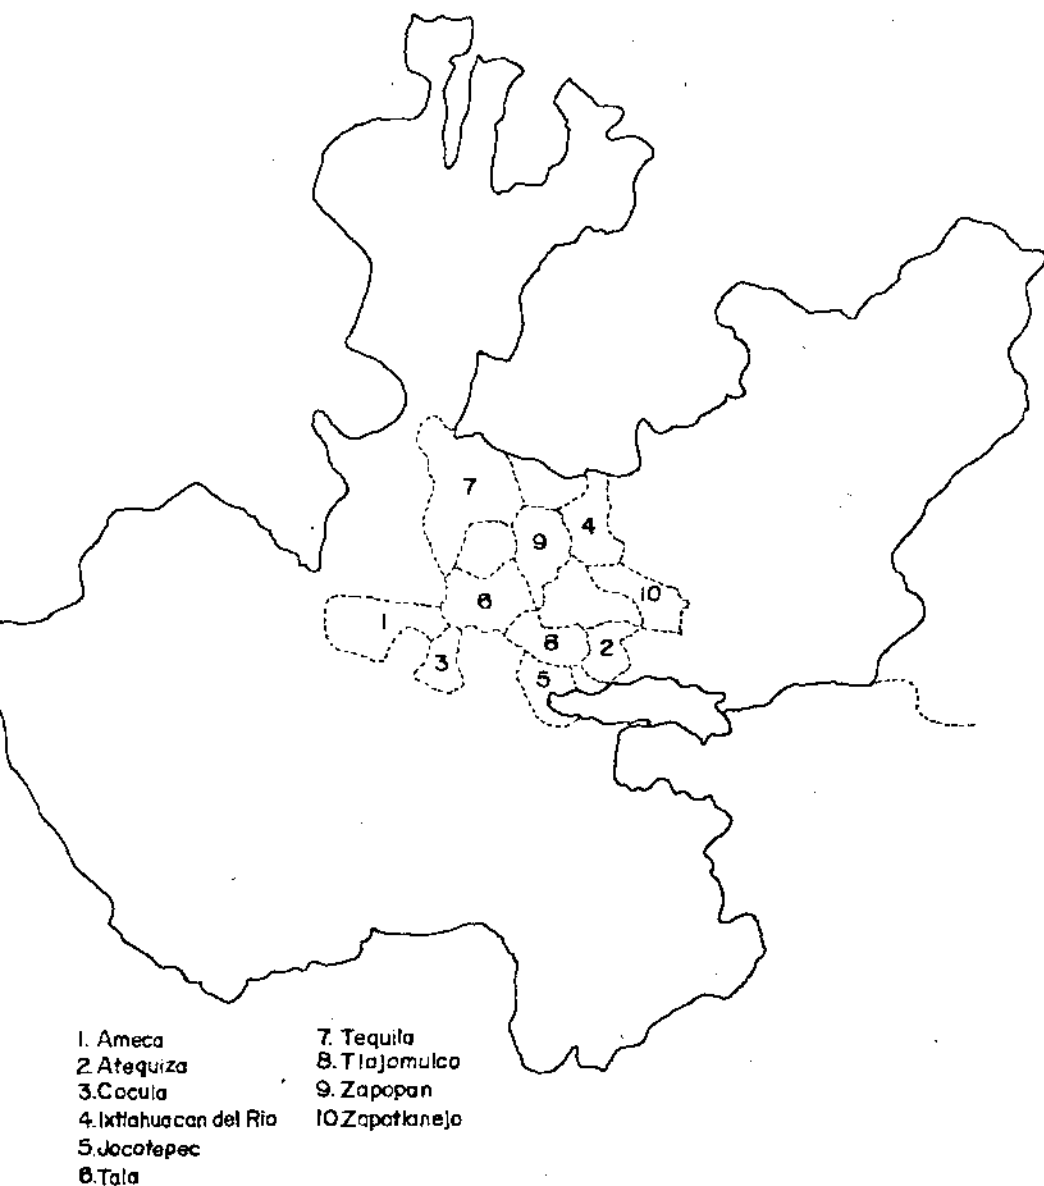 7
4
9
10
6
1
8
2
3
5
1. Ameca
2. Atequiza
3. Cocula
4. Ixtlahuacan del Rio
5. Jocotepec
6. Tala
7. Tequila
8. Tlajomulco
9. Zapopan
10 Zapotlanejo